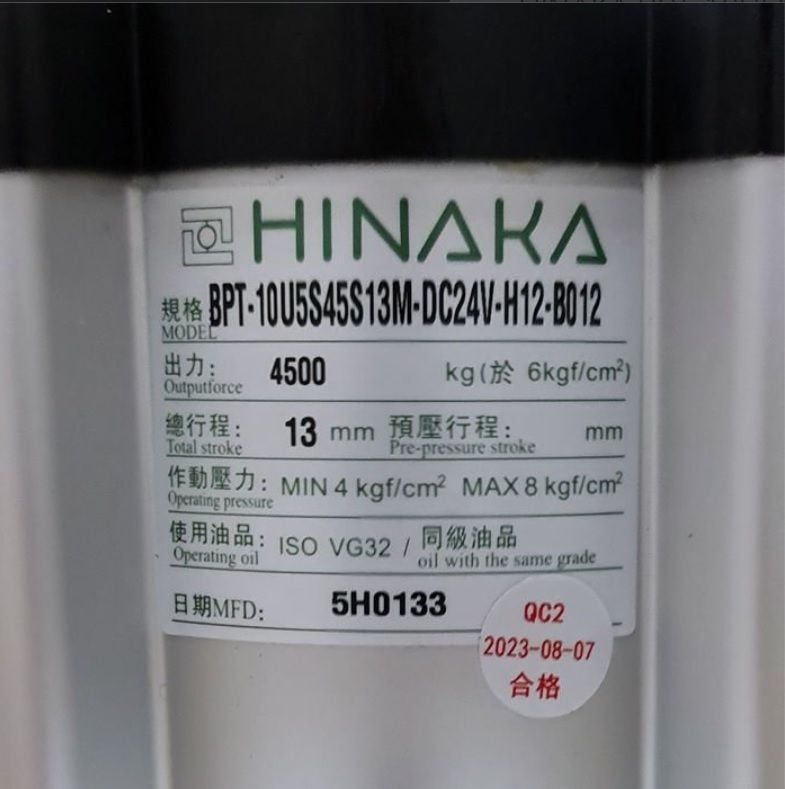 HINAKA
規格 MODEL BPT-10U5S45S13M-DC24V-H12-B012
出力: Outputforce 4500 kg(於 6kgf/cm²)
總行程: Total stroke 13 mm 預壓行程: Pre-pressure stroke mm
作動壓力: Operating pressure MIN 4 kgf/cm² MAX 8 kgf/cm²
使用油品: Operating oil ISO VG32 / 同級油品 oil with the same grade
日期MFD: 5H0133
QC2
2023-08-07
合格